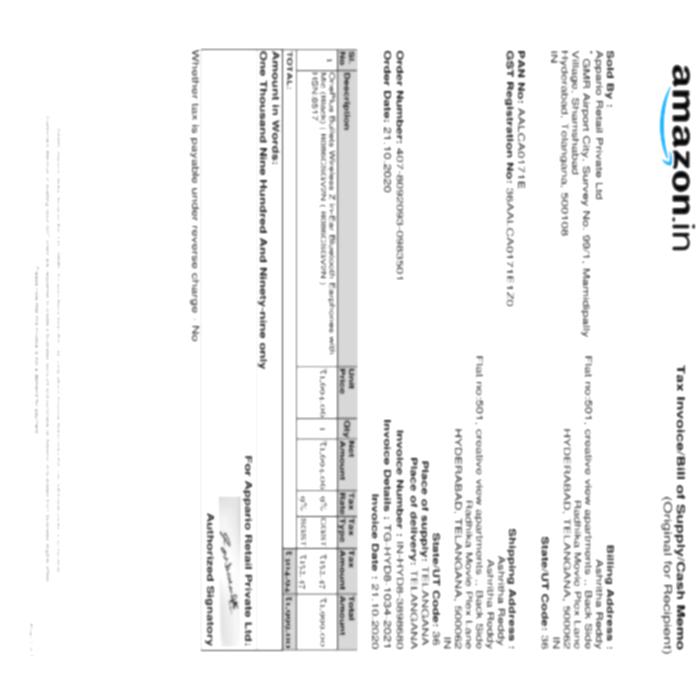 amazon.in
Tax Invoice/Bill of Supply/Cash Memo
(Original for Recipient)
Sold By :
Appario Retail Private Ltd
* GMR Airport City, Survey No. 99/1, Mamidipally
Village, Shamshabad
Hyderabad, Telangana, 500108
IN
Billing Address :
Ashritha Reddy
Flat no:501, creative view apartments .. Back Side
Radhika Movie Plex Lane
HYDERABAD, TELANGANA, 500062
IN
State/UT Code: 36
PAN No: AALCA0171E
GST Registration No: 36AALCA0171E1Z0
Shipping Address :
Ashritha Reddy
Ashritha Reddy
Flat no:501, creative view apartments .. Back Side
Radhika Movie Plex Lane
HYDERABAD, TELANGANA, 500062
IN
State/UT Code: 36
Place of supply: TELANGANA
Place of delivery: TELANGANA
Order Number: 407-8092093-0983501
Order Date: 21.10.2020
Invoice Number : IN-HYD8-3898680
Invoice Details : TG-HYD8-1034-2021
Invoice Date : 21.10.2020
Sl. No Description Unit Price Qty Net Amount Tax Rate Tax Type Tax Amount Total Amount
1 OnePlus Bullets Wireless Z in-Ear Bluetooth Earphones with ₹1,694.06 1 ₹1,694.06 9% CGST ₹152.47 ₹1,999.00
Mic (Black) 9% SGST ₹152.47
HSN:8517
TOTAL: ₹304.94 ₹1,999.00
Amount in Words:
One Thousand Nine Hundred And Ninety-nine only
For Appario Retail Private Ltd:
Authorized Signatory
Whether tax is payable under reverse charge - No